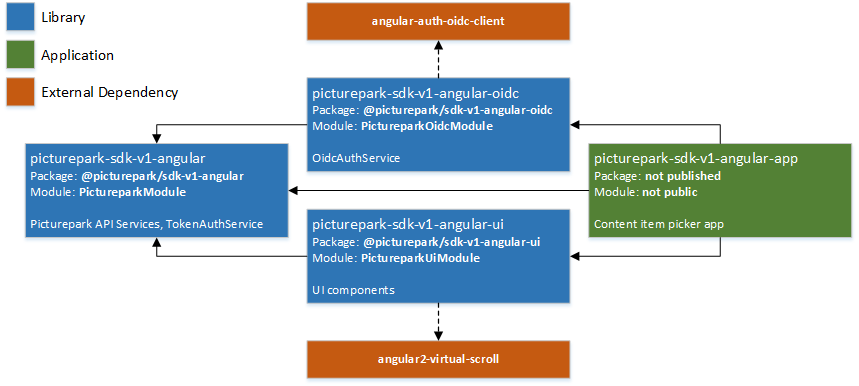 Library
Application
External Dependency
angular-auth-oidc-client
picturepark-sdk-v1-angular-oidc
Package: @picturepark/sdk-v1-angular-oidc
Module: PictureparkOidcModule
OidcAuthService
picturepark-sdk-v1-angular
Package: @picturepark/sdk-v1-angular
Module: PictureparkModule
Picturepark API Services, TokenAuthService
picturepark-sdk-v1-angular-app
Package: not published
Module: not public
Content item picker app
picturepark-sdk-v1-angular-ui
Package: @picturepark/sdk-v1-angular-ui
Module: PictureparkUiModule
UI components
angular2-virtual-scroll